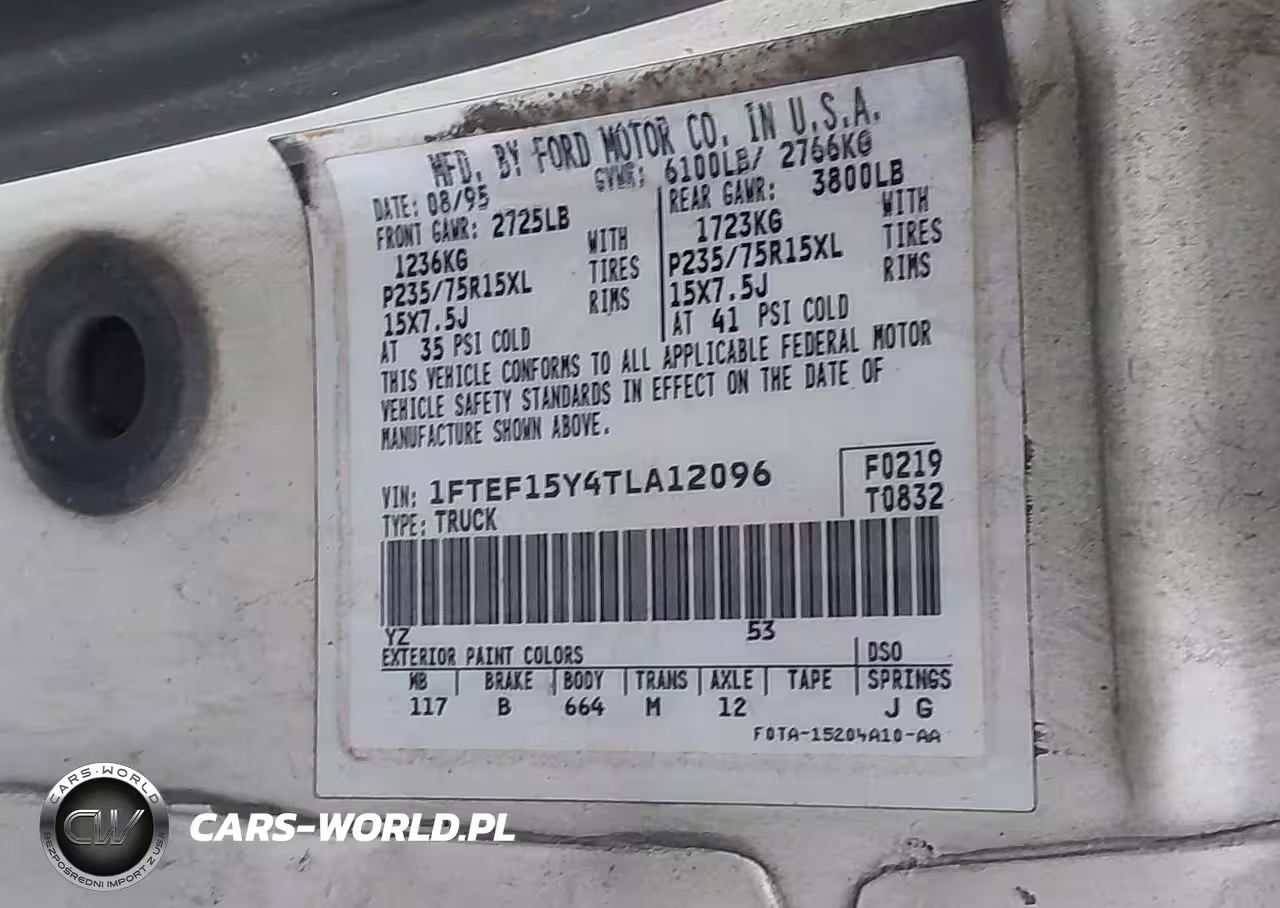 MFD. BY FORD MOTOR CO. IN U.S.A.
DATE: 08/95 GVWR: 6100LB/ 2766KG
FRONT GAWR: 2725LB REAR GAWR: 3800LB
1236KG WITH 1723KG WITH
P235/75R15XL TIRES P235/75R15XL TIRES
15X7.5J RIMS 15X7.5J RIMS
AT 35 PSI COLD AT 41 PSI COLD
THIS VEHICLE CONFORMS TO ALL APPLICABLE FEDERAL MOTOR
VEHICLE SAFETY STANDARDS IN EFFECT ON THE DATE OF
MANUFACTURE SHOWN ABOVE.
VIN: 1FTEF15Y4TLA12096 F0219
TYPE: TRUCK T0832
YZ 53
EXTERIOR PAINT COLORS DSO
WB BRAKE BODY TRANS AXLE TAPE SPRINGS
117 B 664 M 12 J G
F0TA-15204A10-AA
CARS-WORLD
CW
BEZPOŚREDNI IMPORT Z USA
CARS-WORLD.PL